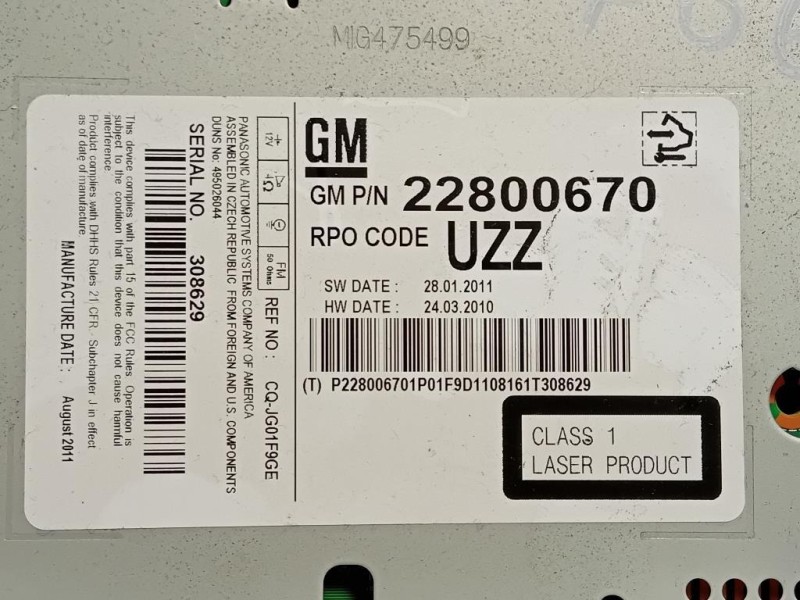 MIG475499
GM
GM P/N 22800670
RPO CODE UZZ
SW DATE : 28.01.2011
HW DATE : 24.03.2010
(T) P228006701P01F9D1108161T308629
CLASS 1
LASER PRODUCT
12V
4Ω
FM
50 Ohms
REF NO : CQ-JG01F9GE
PANASONIC AUTOMOTIVE SYSTEMS COMPANY OF AMERICA
ASSEMBLED IN CZECH REPUBLIC FROM FOREIGN AND U.S. COMPONENTS
DUNS No: 495026044
SERIAL NO. 308629
This device complies with part 15 of the FCC Rules. Operation is
subject to the condition that this device does not cause harmful
interference.
Product complies with DHHS Rules 21 CFR. Subchapter J in effect
as of date of manufacture.
MANUFACTURE DATE : August 2011